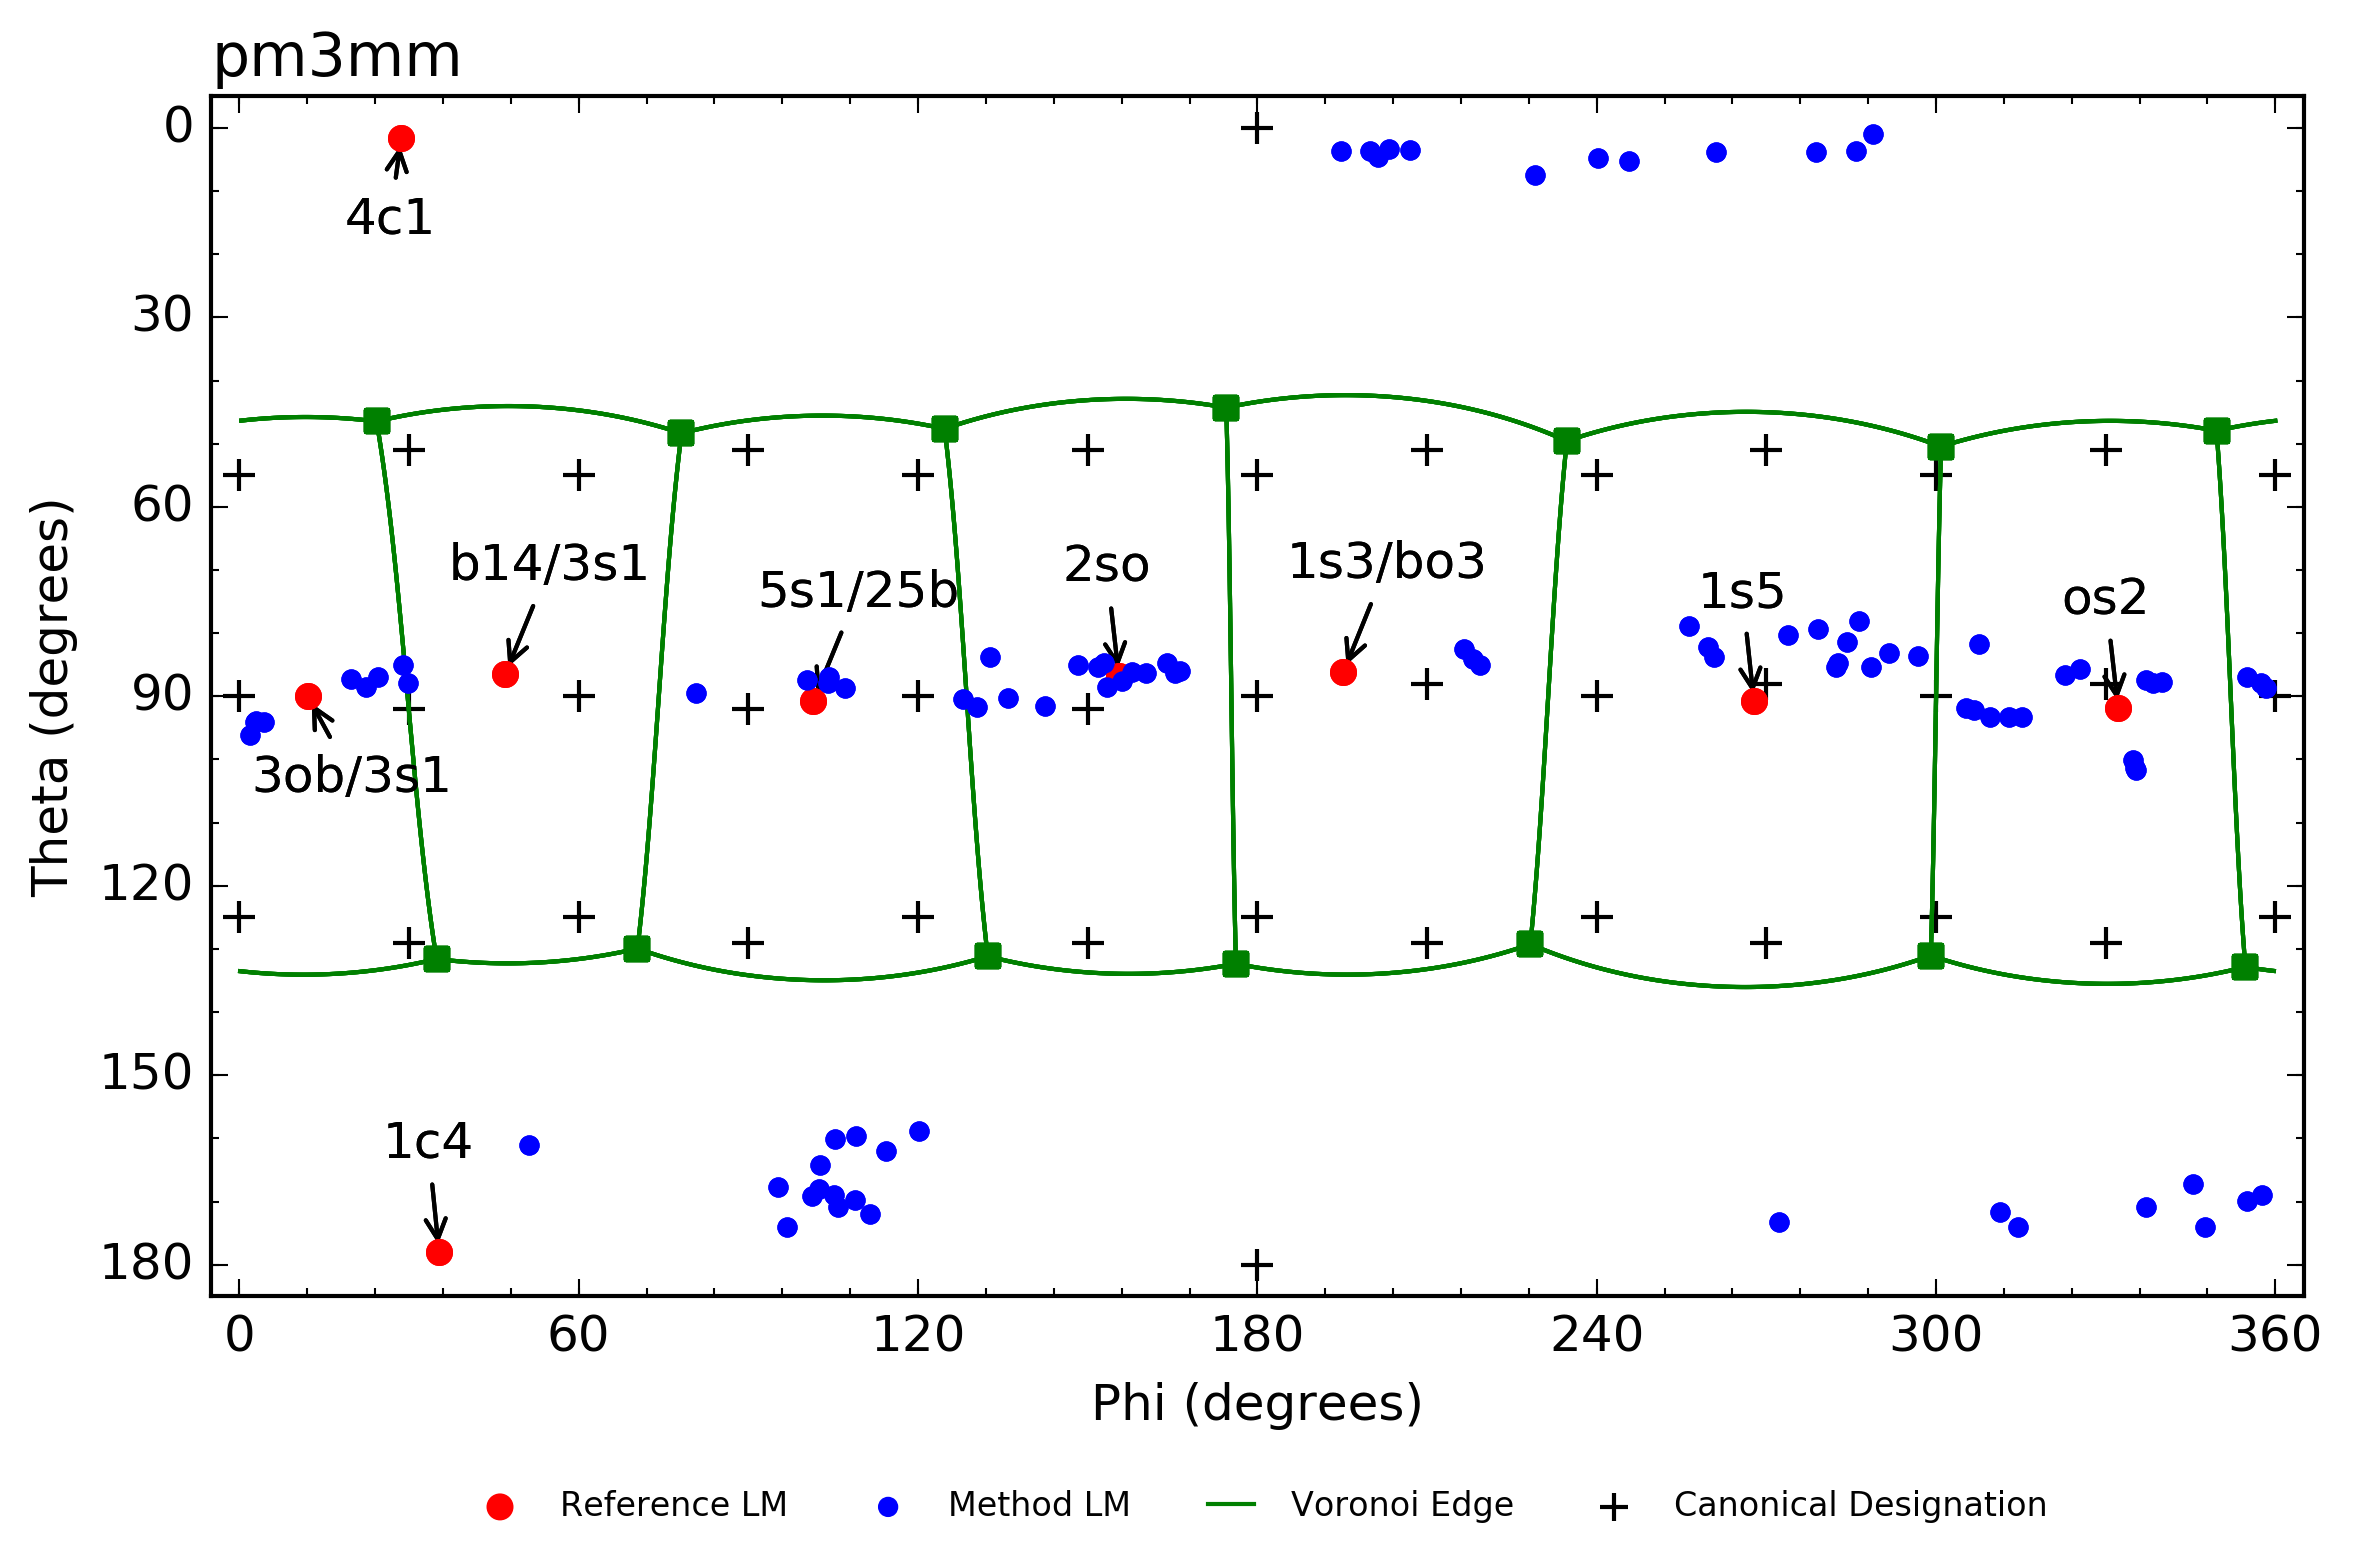 pm3mm
0
4c1
30
60
b14/3s1
5s1/25b
2so
1s3/bo3
1s5
os2
90
3ob/3s1
120
150
1c4
180
0 60 120 180 240 300 360
Theta (degrees)
Phi (degrees)
Reference LM Method LM Voronoi Edge Canonical Designation